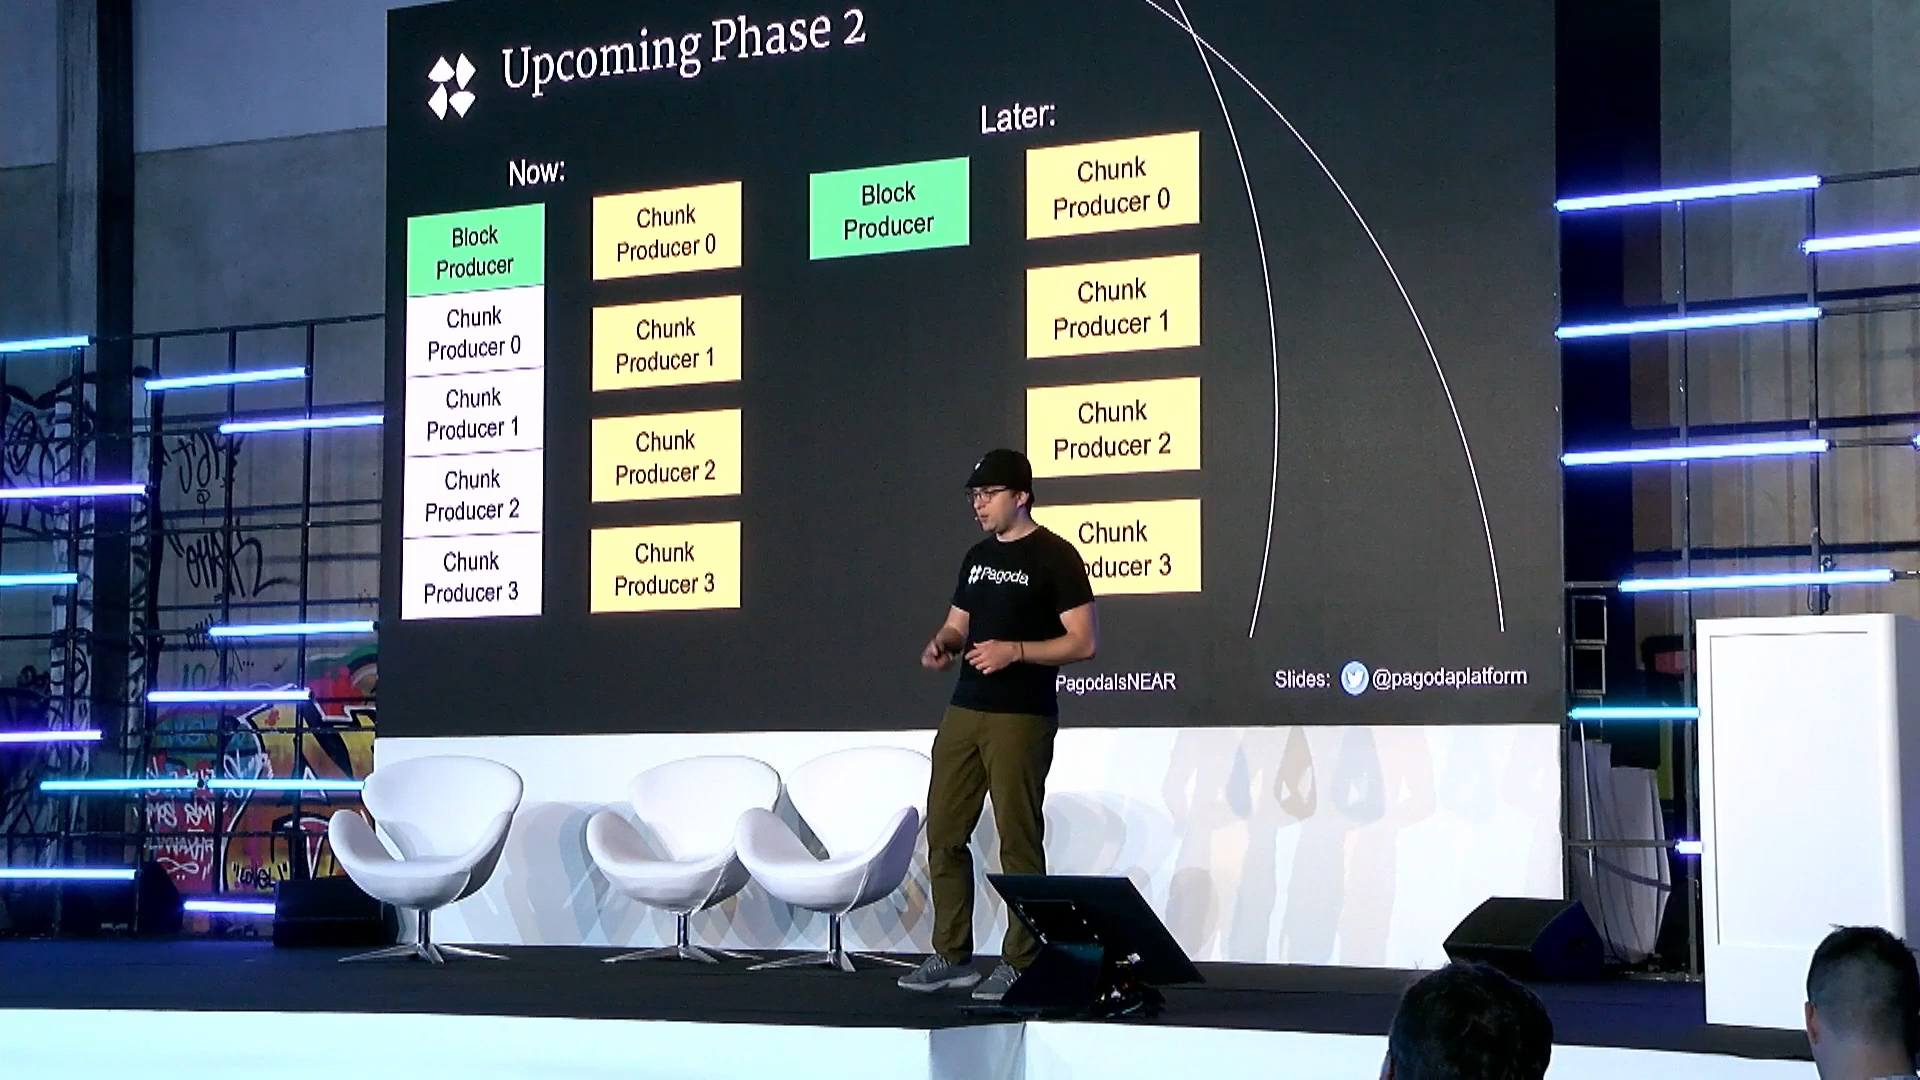 Upcoming Phase 2
Now:
Block
Producer
Chunk
Producer 0
Chunk
Producer 1
Chunk
Producer 2
Chunk
Producer 3
Chunk
Producer 0
Chunk
Producer 1
Chunk
Producer 2
Chunk
Producer 3
Later:
Block
Producer
Chunk
Producer 0
Chunk
Producer 1
Chunk
Producer 2
Chunk
ducer 3
PagodaIsNEAR
Slides: @pagodaplatform
Pagoda